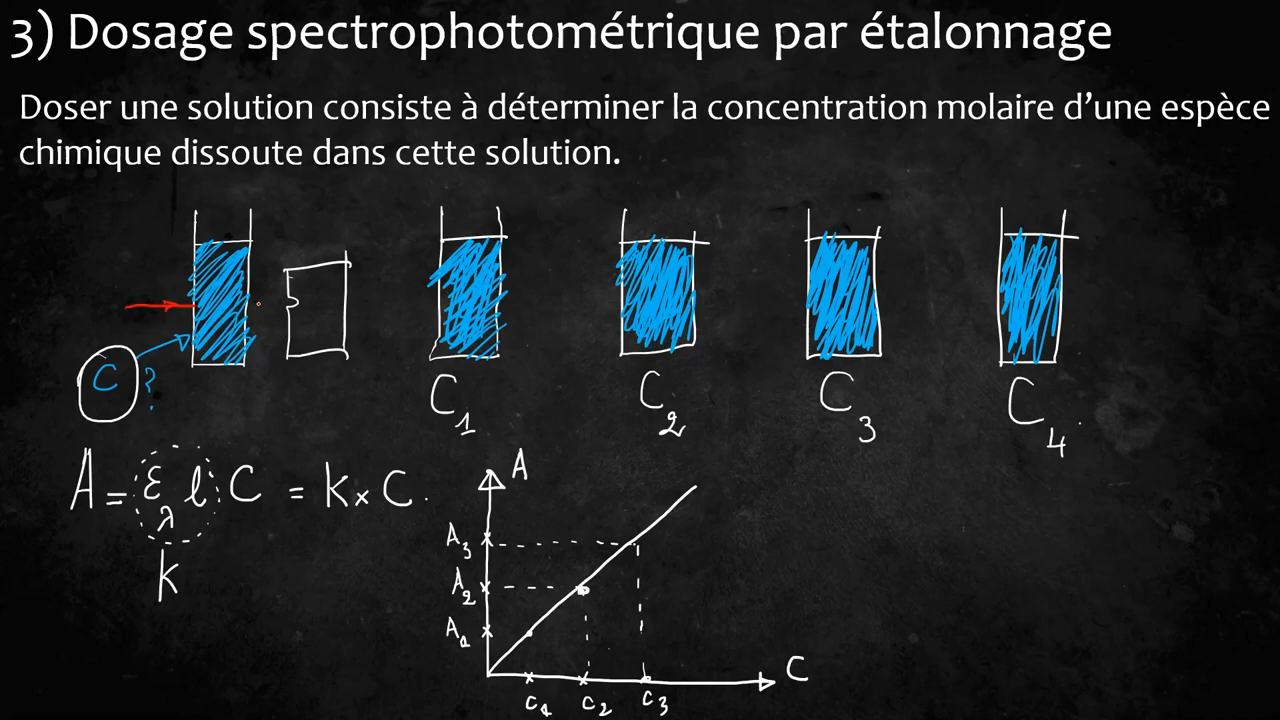 3) Dosage spectrophotométrique par étalonnage
Doser une solution consiste à déterminer la concentration molaire d’une espèce
chimique dissoute dans cette solution.
C ?
C₁ C₂ C₃ C₄
A = ελ l C = k × C.
k
A
A₃
A₂
A₁
C
C₁ C₂ C₃